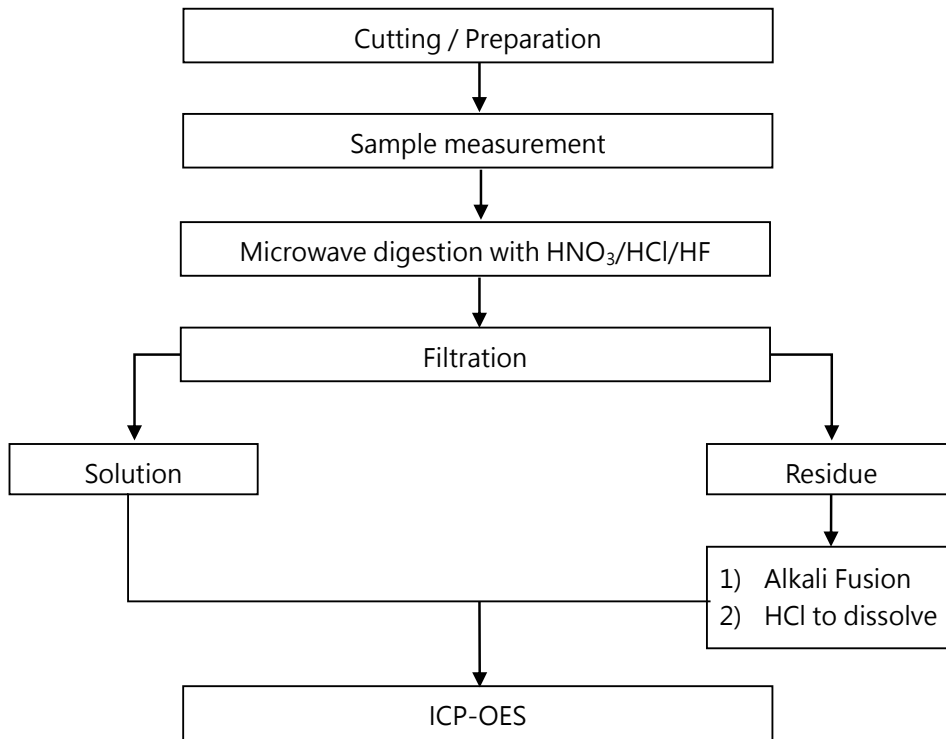 Cutting / Preparation
Sample measurement
Microwave digestion with HNO₃/HCl/HF
Filtration
Solution
Residue
1) Alkali Fusion
2) HCl to dissolve
ICP-OES